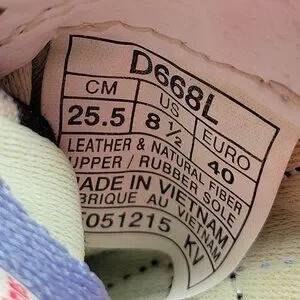 D668L
CM US EURO
25.5 8 ½ 40
LEATHER & NATURAL FIBER
UPPER / RUBBER SOLE
MADE IN VIETNAM
FABRIQUE AU VIETNAM
051215 KV